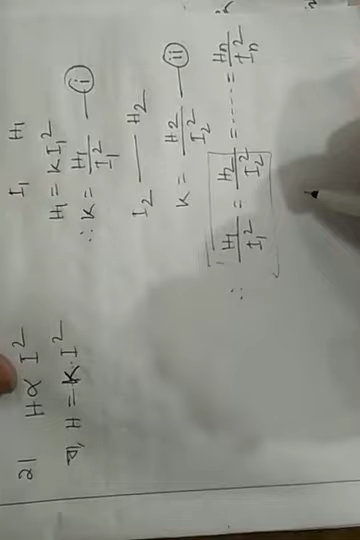 ২। H ∝ I²
বা, H = K·I²
I₁ H₁
H₁ = K I₁²
∴ K = H₁/I₁² — (i)
I₂ — H₂
K = H₂/I₂² — (ii)
∴ H₁/I₁² = H₂/I₂² = ...... = Hn/In²